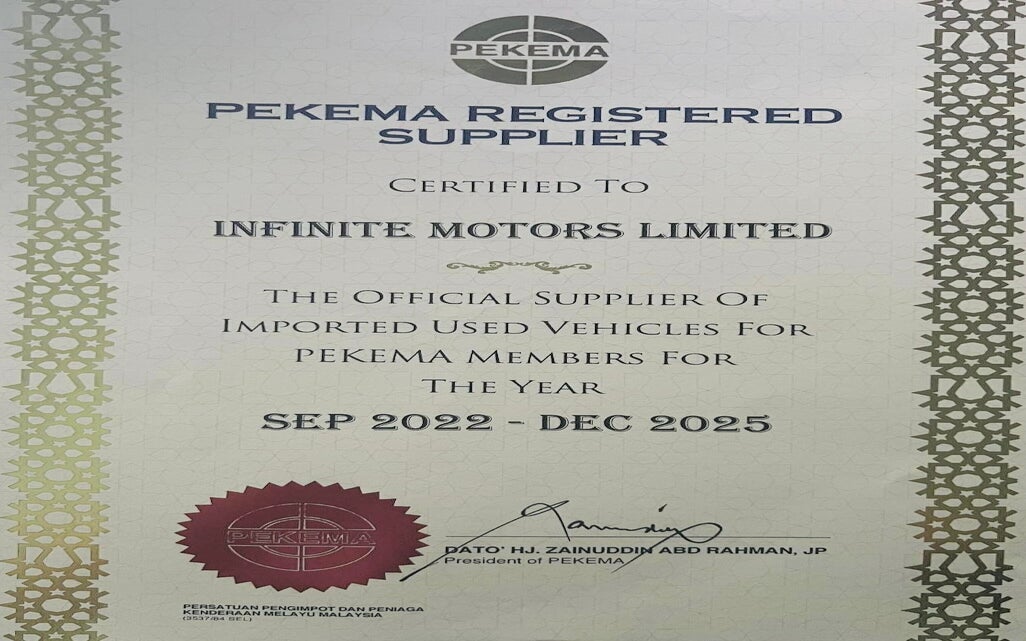 PEKEMA
PEKEMA REGISTERED
SUPPLIER
CERTIFIED TO
INFINITE MOTORS LIMITED
THE OFFICIAL SUPPLIER OF
IMPORTED USED VEHICLES FOR
PEKEMA MEMBERS FOR
THE YEAR
SEP 2022 - DEC 2025
PEKEMA
DATO' HJ. ZAINUDDIN ABD RAHMAN, JP
President of PEKEMA
PERSATUAN PENGIMPOT DAN PENIAGA
KENDERAAN MELAYU MALAYSIA
(3537/84 SEL)